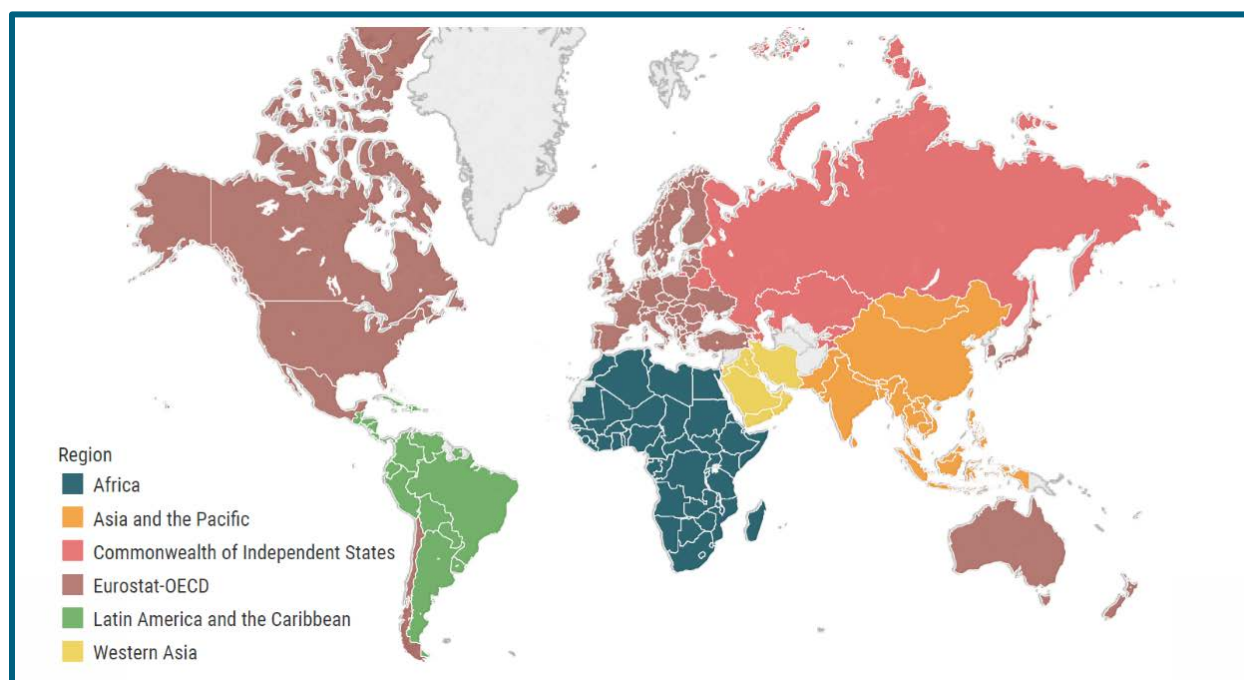 Region
Africa
Asia and the Pacific
Commonwealth of Independent States
Eurostat-OECD
Latin America and the Caribbean
Western Asia